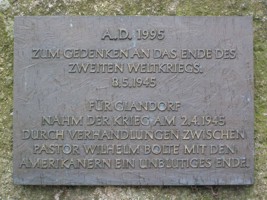 A.D. 1995
ZUM GEDENKEN AN DAS ENDE DES
ZWEITEN WELTKRIEGS.
8.5.1945
FÜR GLANDORF
NAHM DER KRIEG AM 2.4.1945
DURCH VERHANDLUNGEN ZWISCHEN
PASTOR WILHELM BOLTE MIT DEN
AMERIKANERN EIN UNBLUTIGES ENDE!